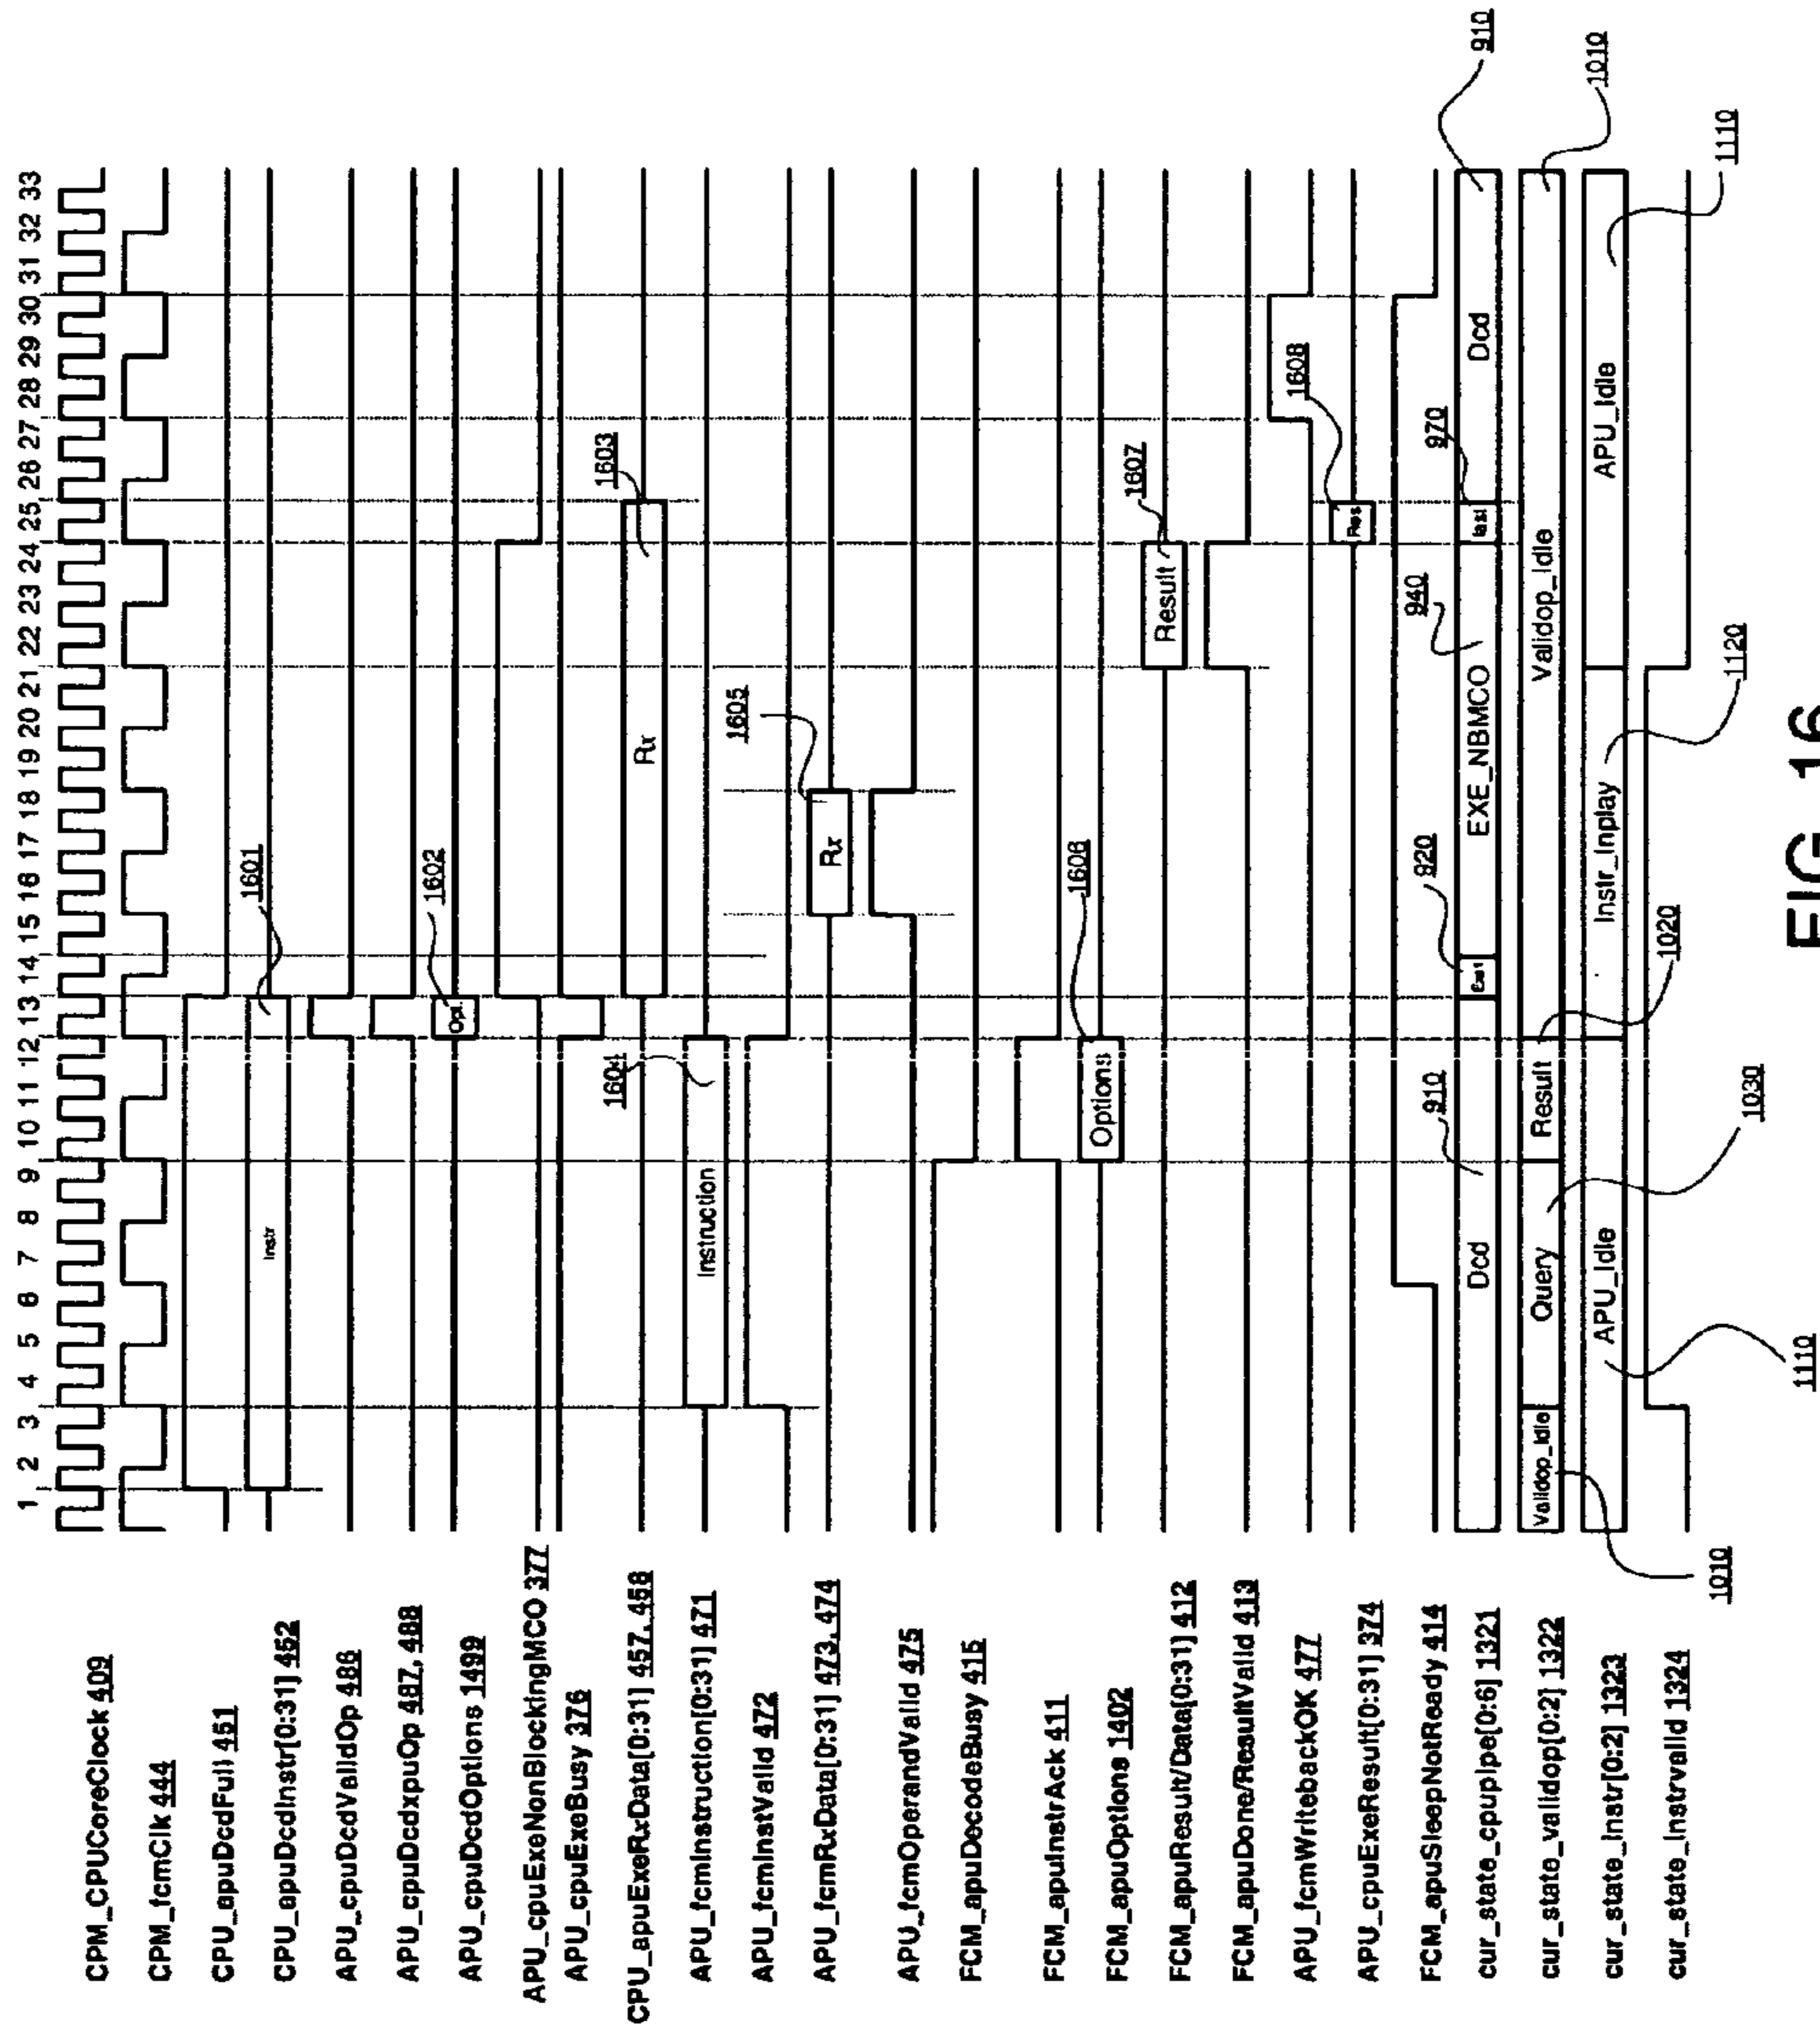 1 2 3 4 5 6 7 8 9 10 11 12 13 14 15 16 17 18 19 20 21 22 23 24 25 26 27 28 29 30 31 32 33
CPM_CPUCoreClock 409
CPM_fcmClk 444
CPU_apuDcdFull 451
CPU_apuDcdInstr[0:31] 452
Instr
1601
APU_cpuDcdValidOp 486
APU_cpuDcdxpuOp 487, 488
APU_cpuDcdOptions 1499
Opt.
1602
APU_cpuExeNonBlockingMCO 377
APU_cpuExeBusy 376
CPU_apuExeRxData[0:31] 457, 458
Rx
1603
APU_fcmInstruction[0:31] 471
Instruction
1604
APU_fcmInstValid 472
APU_fcmRxData[0:31] 473, 474
Rx
1605
APU_fcmOperandValid 475
FCM_apuDecodeBusy 415
FCM_apuInstrAck 411
FCM_apuOptions 1402
Options
1606
FCM_apuResult/Data[0:31] 412
Result
1607
FCM_apuDone/ResultValid 413
APU_fcmWritebackOK 477
APU_cpuExeResult[0:31] 374
Res
1608
FCM_apuSleepNotReady 414
cur_state_cpupipe[0:6] 1321
Dcd
910
Exe1
920
EXE_NBMCO
940
970
Dcd
910
cur_state_validop[0:2] 1322
Validop_Idle
1010
Query
1030
Result
1020
Validop_Idle
1010
cur_state_Instr[0:2] 1323
APU_Idle
1110
Instr_Inplay
1120
APU_Idle
1110
cur_state_Instrvalid 1324
FIG. 16